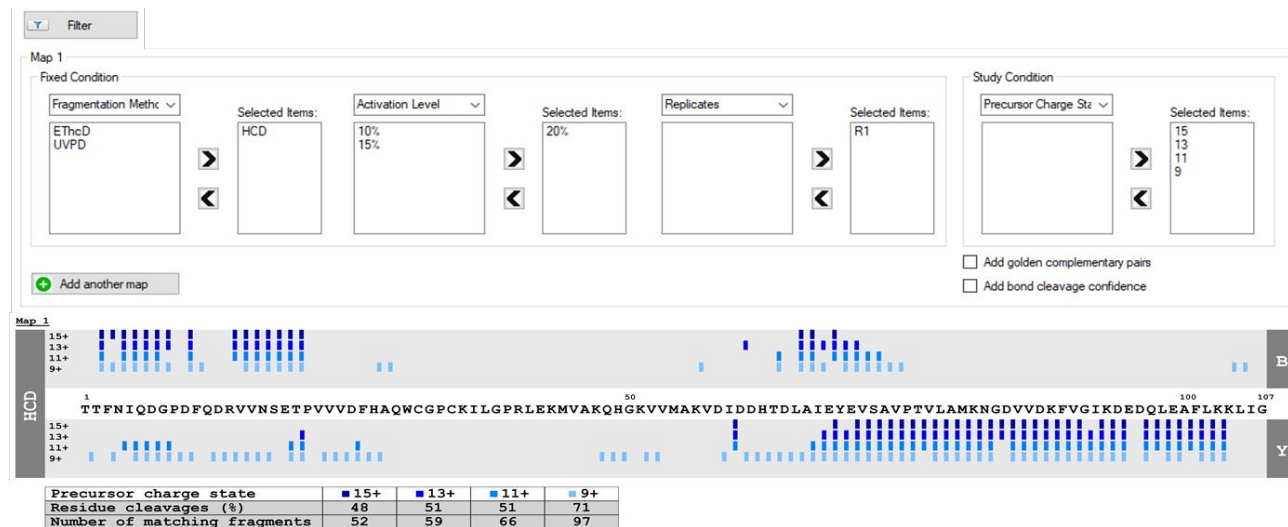 Filter
Map 1
Fixed Condition
Study Condition
Fragmentation Methc
Selected Items:
Activation Level
Selected Items:
Replicates
Selected Items:
Precursor Charge Sta
Selected Items:
EThcD
UVPD
HCD
10%
15%
20%
R1
15
13
11
9
Add golden complementary pairs
Add bond cleavage confidence
Add another map
Map 1
HCD
15+
13+
11+
9+
B
1 50 100 107
TTFNIQDGPDFQDRVVNSETPVVVDFHAQWCGPCKILGPRLEKMVAKQHGKVVMAKVDIDDHTDLAIEYEVSAVPTVLAMKNGDVVDKFVGIKDEDQLEAFLKKLIG
15+
13+
11+
9+
Y
Precursor charge state 15+ 13+ 11+ 9+
Residue cleavages (%) 48 51 51 71
Number of matching fragments 52 59 66 97